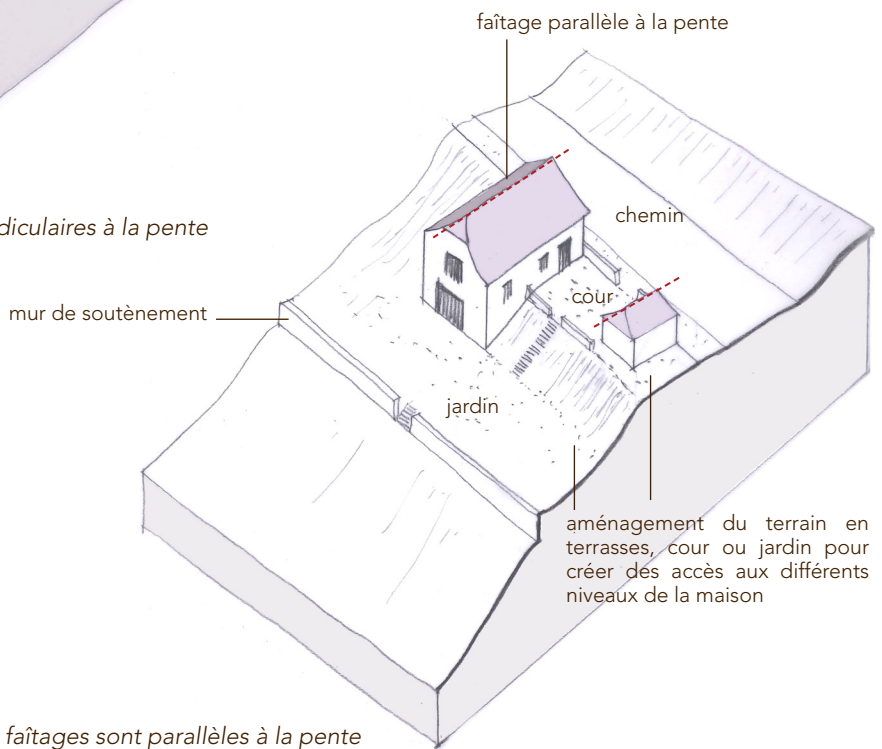 faîtage parallèle à la pente
chemin
diculaires à la pente
cour
mur de soutènement
jardin
aménagement du terrain en
terrasses, cour ou jardin pour
créer des accès aux différents
niveaux de la maison
faîtages sont parallèles à la pente